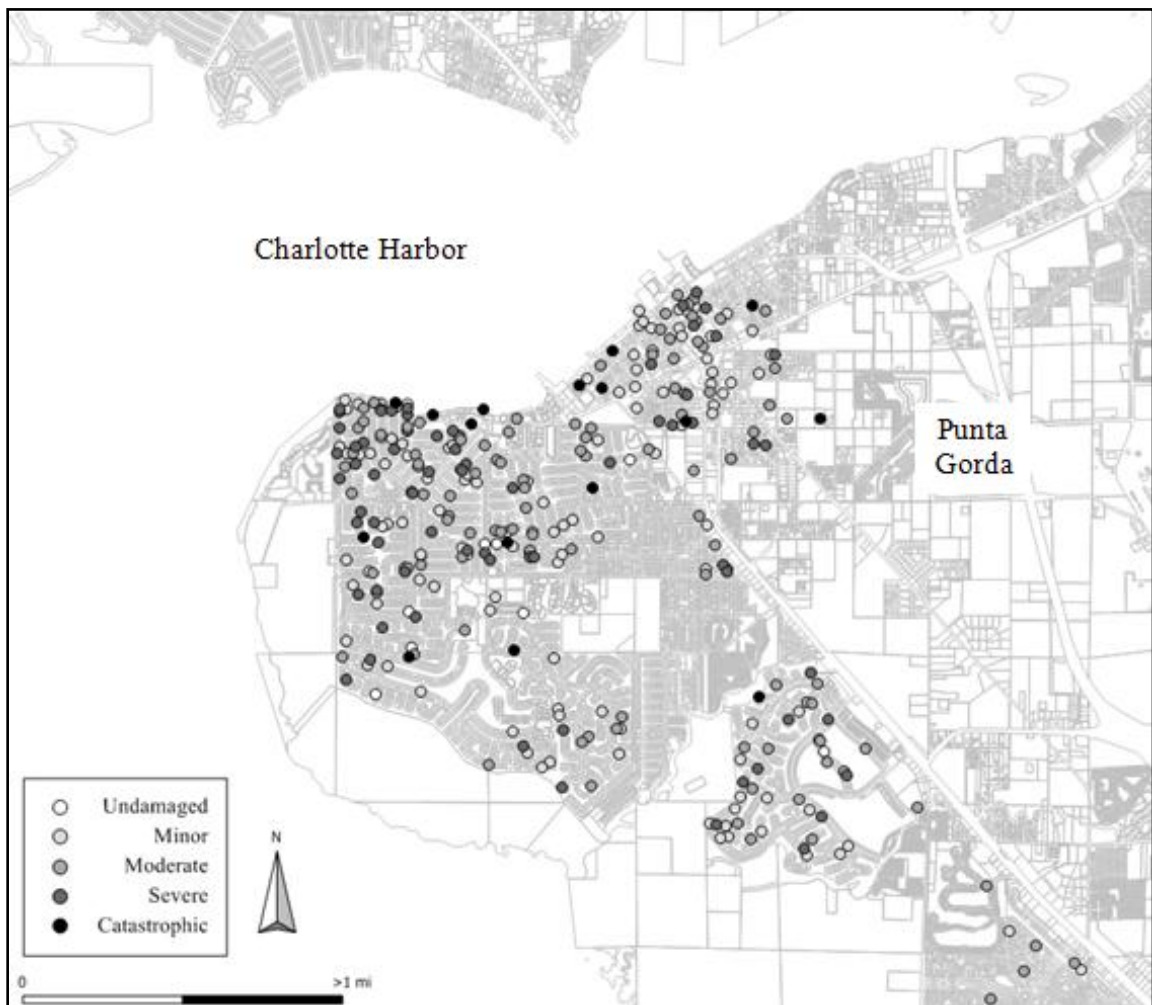 Charlotte Harbor
Punta
Gorda
Undamaged
Minor
Moderate
Severe
Catastrophic
N
0 >1 mi